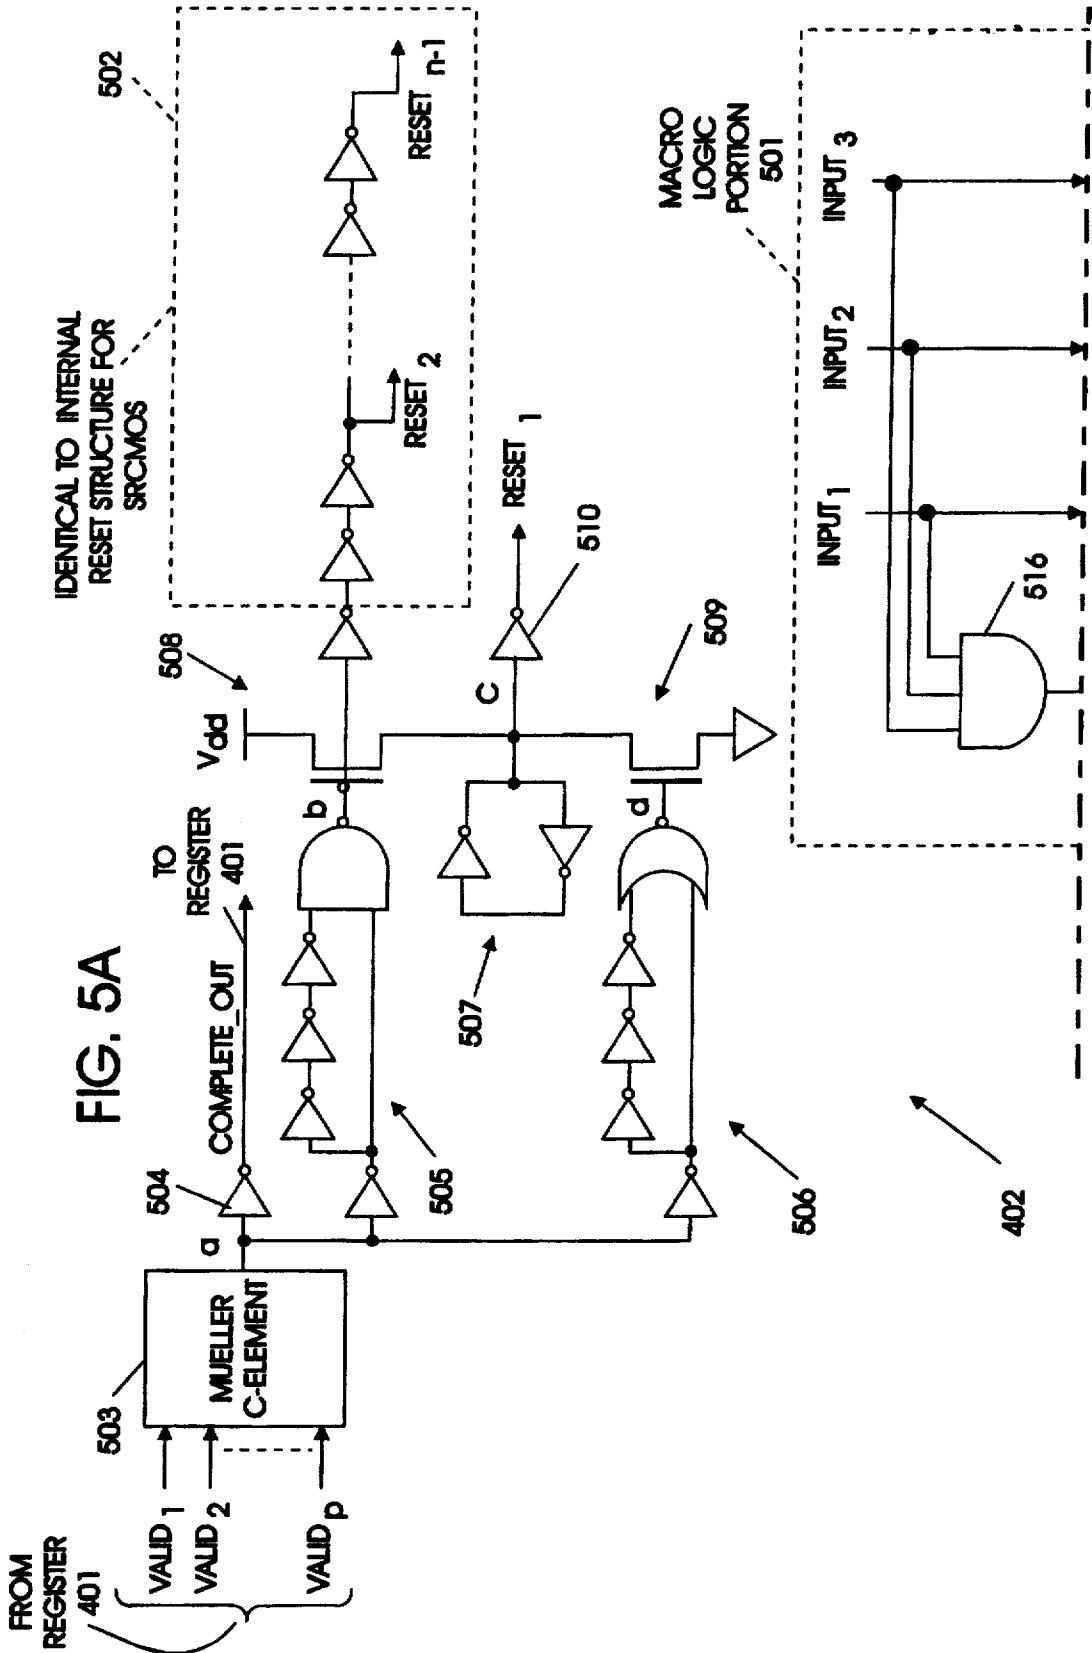 FIG. 5A
FROM
REGISTER
401
VALID 1
VALID 2
VALID p
503
MUELLER
C-ELEMENT
a
504
COMPLETE_OUT
TO
REGISTER
401
505
506
b
508
Vdd
507
C
d
509
510
RESET 1
IDENTICAL TO INTERNAL
RESET STRUCTURE FOR
SRCMOS
502
RESET 2
RESET n-1
402
MACRO
LOGIC
PORTION
501
INPUT 1
INPUT 2
INPUT 3
516